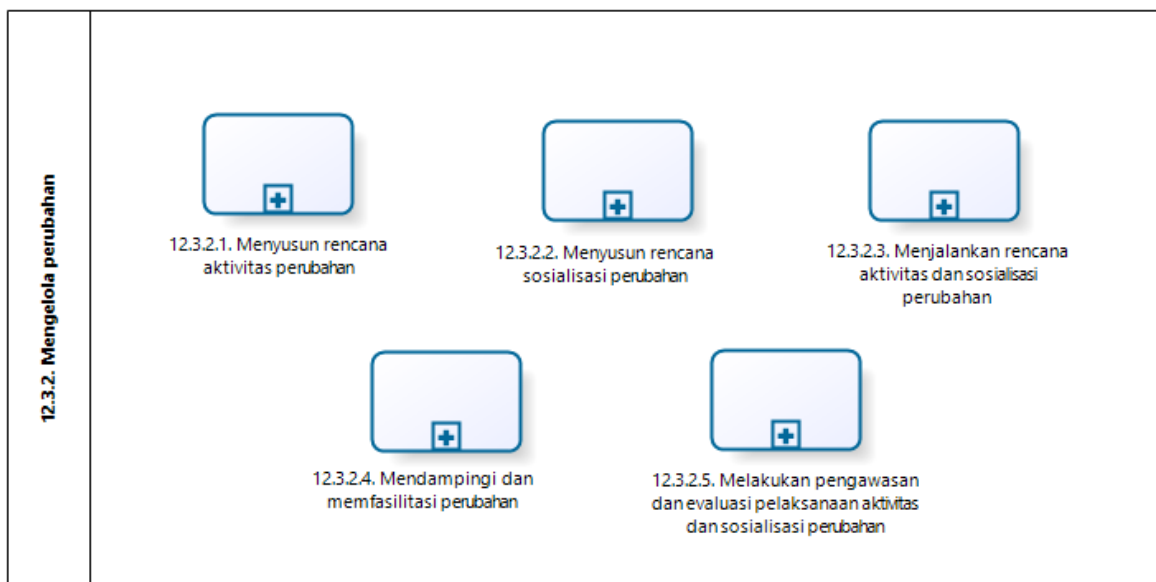 12.3.2. Mengelola perubahan
12.3.2.1. Menyusun rencana
aktivitas perubahan
12.3.2.2. Menyusun rencana
sosialisasi perubahan
12.3.2.3. Menjalankan rencana
aktivitas dan sosialisasi
perubahan
12.3.2.4. Mendampingi dan
memfasilitasi perubahan
12.3.2.5. Melakukan pengawasan
dan evaluasi pelaksanaan aktivitas
dan sosialisasi perubahan